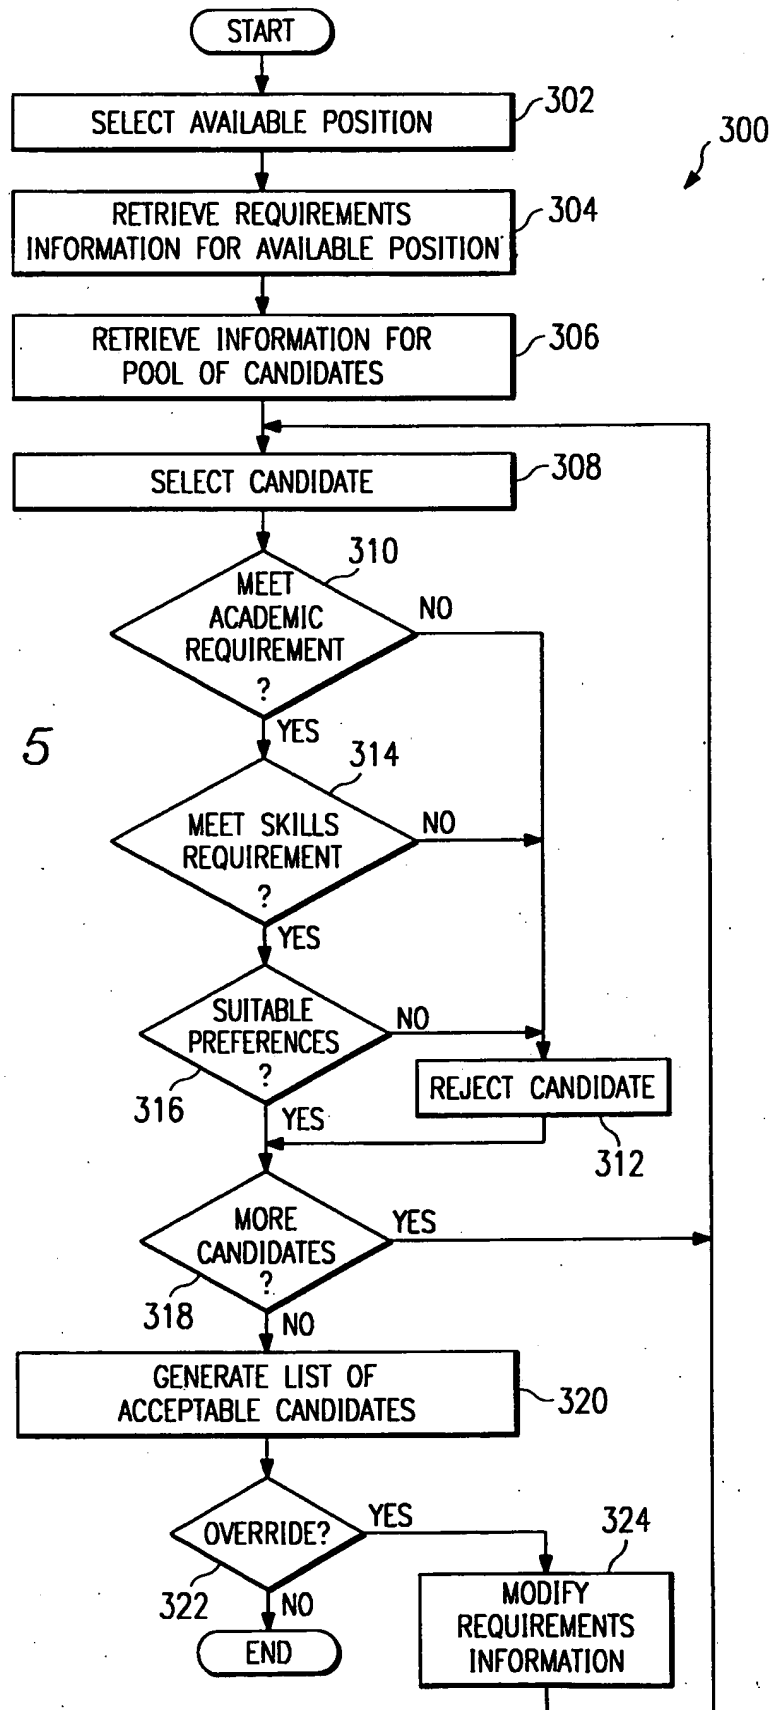 START
SELECT AVAILABLE POSITION
302
300
RETRIEVE REQUIREMENTS
INFORMATION FOR AVAILABLE POSITION
304
RETRIEVE INFORMATION FOR
POOL OF CANDIDATES
306
SELECT CANDIDATE
308
310
MEET
ACADEMIC
REQUIREMENT
?
NO
YES
5
314
MEET SKILLS
REQUIREMENT
?
NO
YES
SUITABLE
PREFERENCES
?
NO
316
YES
REJECT CANDIDATE
312
MORE
CANDIDATES
?
YES
318
NO
GENERATE LIST OF
ACCEPTABLE CANDIDATES
320
OVERRIDE?
YES
322
NO
324
MODIFY
REQUIREMENTS
INFORMATION
END